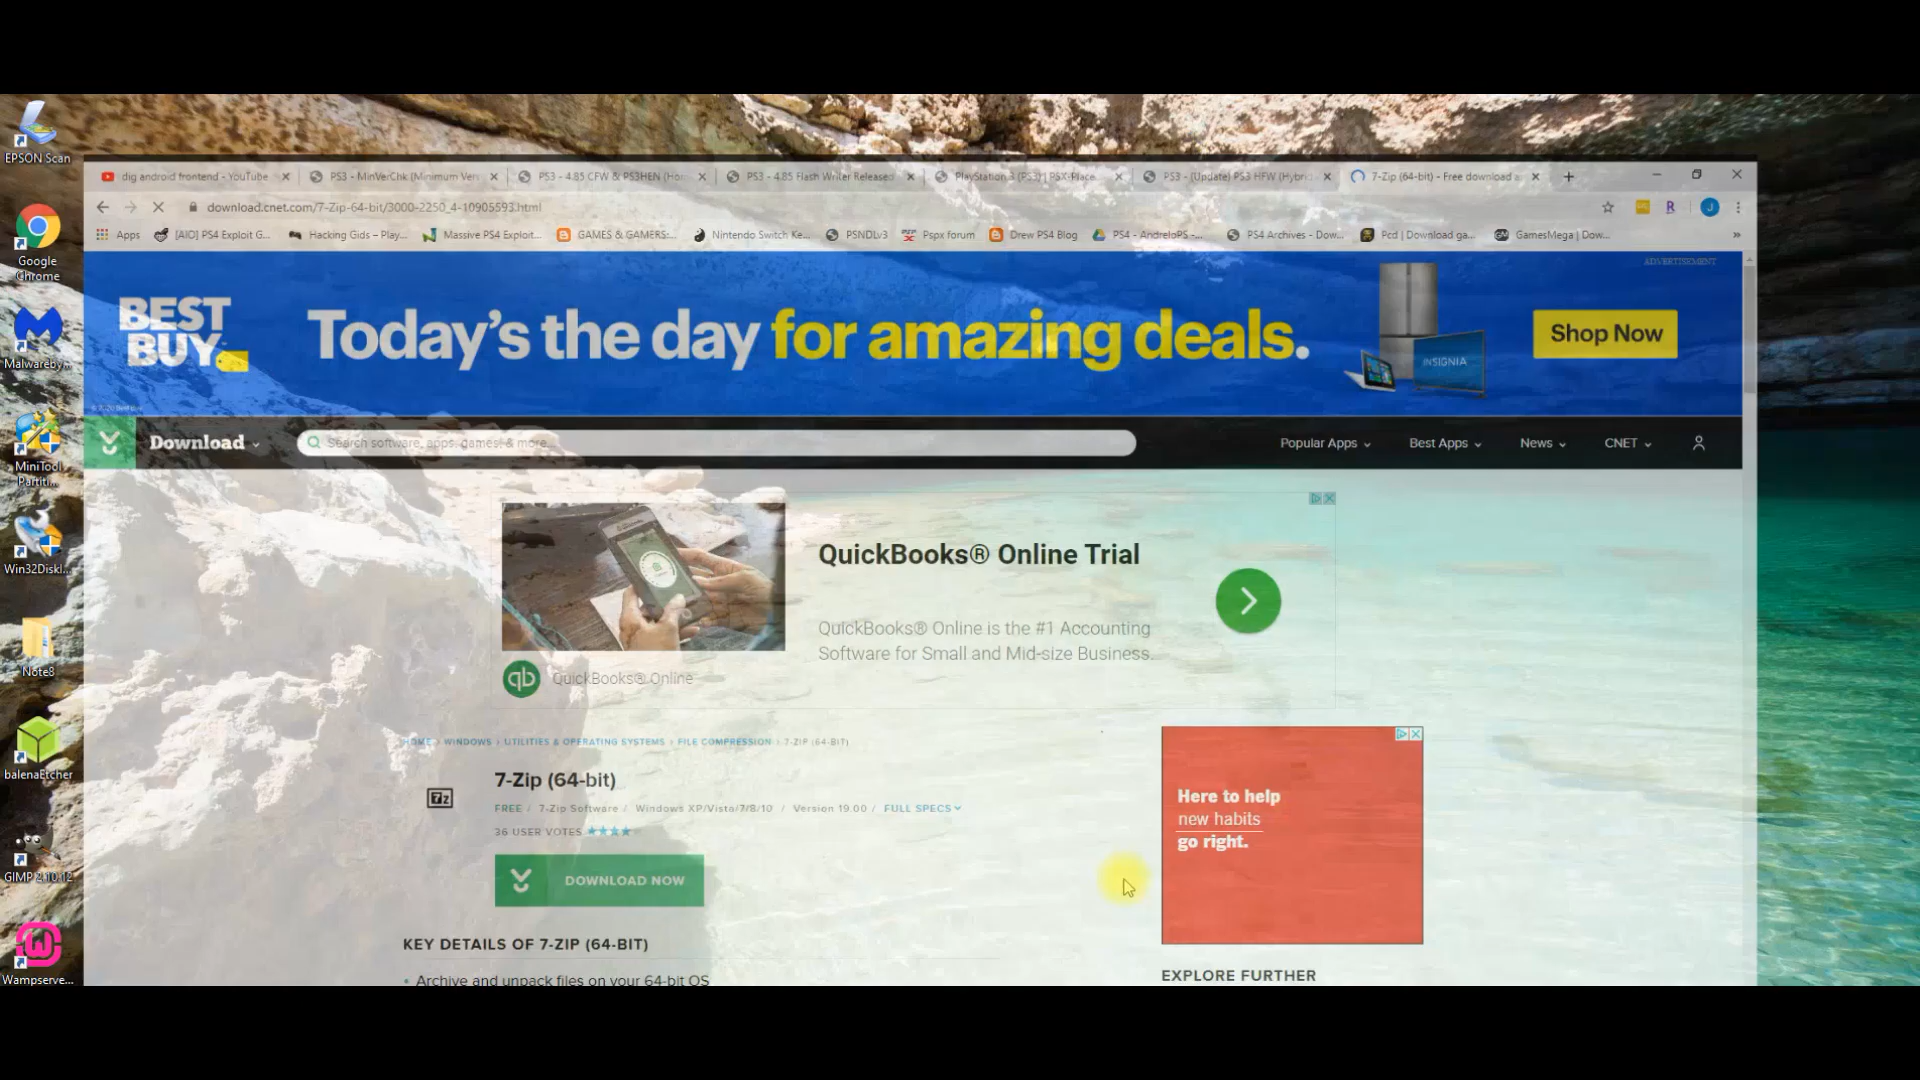 EPSON Scan
Google
Chrome
Malwareby...
MiniTool
Partiti...
Win32DiskI...
Note8
balenaEtcher
GIMP 2.10.12
Wampserve...
dig android frontend - YouTube
PS3 - MinVerChk (Minimum Vers
PS3 - 4.85 CFW & PS3HEN (Hom
PS3 - 4.85 Flash Writer Released
PlayStation 3 (PS3) | PSX-Place
PS3 - (Update) PS3 HFW (Hybrid
7-Zip (64-bit) - Free download a
download.cnet.com/7-Zip-64-bit/3000-2250_4-10905593.html
J
Apps
[AIO] PS4 Exploit G...
Hacking Gids – Play...
Massive PS4 Exploit...
GAMES & GAMERS:...
Nintendo Switch Ke...
PSNDLv3
Pspx forum
Drew PS4 Blog
PS4 - AndreloPS -...
PS4 Archives - Dow...
Pcd | Download ga...
GamesMega | Dow...
ADVERTISEMENT
BEST
BUY
Today's the day for amazing deals.
INSIGNIA
Shop Now
Download
Search software, apps, games! & more...
Popular Apps
Best Apps
News
CNET
QuickBooks® Online Trial
QuickBooks® Online is the #1 Accounting
Software for Small and Mid-size Business.
qb
QuickBooks® Online
HOME > WINDOWS > UTILITIES & OPERATING SYSTEMS > FILE COMPRESSION > 7-ZIP (64-BIT)
7z
7-Zip (64-bit)
FREE / 7-Zip Software / Windows XP/Vista/7/8/10 / Version 19.00 / FULL SPECS
36 USER VOTES
DOWNLOAD NOW
Here to help
new habits
go right.
KEY DETAILS OF 7-ZIP (64-BIT)
• Archive and unpack files on your 64-bit OS
EXPLORE FURTHER